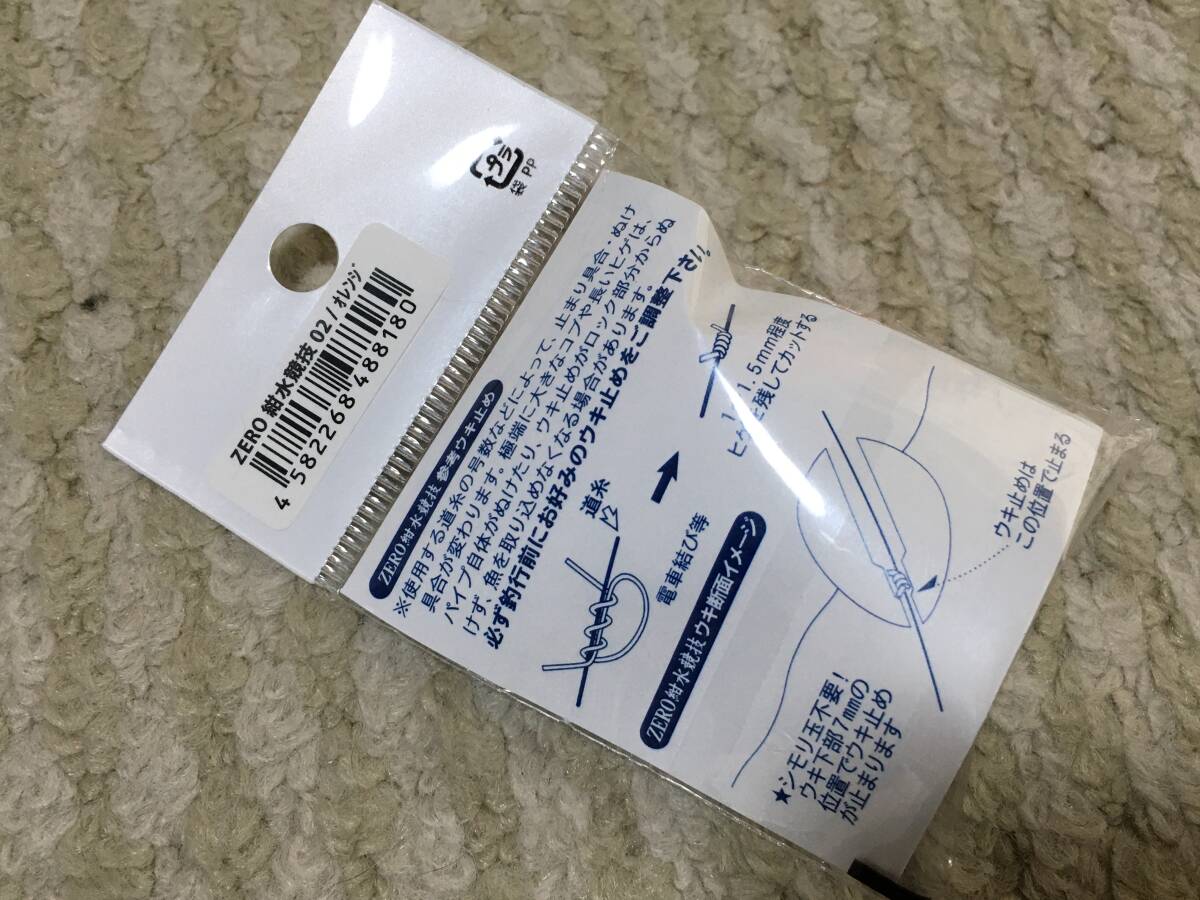 プラ
袋 PP
ZERO 紺水競技 02 / オレンジ
4 582268 488180
ZERO紺水競技 参考ウキ止め
※使用する道糸の号数などによって、止まり具合・ぬけ
具合が変わります。極端に大きなコブや長いヒゲは、
パイプ自体がぬけたり、ウキ止めがロック部分からぬ
けず、魚を取り込めなくなる場合があります。
必ず釣行前にお好みのウキ止めをご調整下さい。
道糸
電車結び等
1.5mm程度
残してカットする
ZERO紺水競技 ウキ断面イメージ
ウキ止めは
この位置で止まる
★シモリ玉不要！
ウキ下部7mmの
位置でウキ止め
が止まります